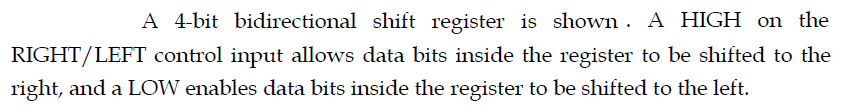 A 4-bit bidirectional shift register is shown . A HIGH on the
RIGHT/LEFT control input allows data bits inside the register to be shifted to the
right, and a LOW enables data bits inside the register to be shifted to the left.